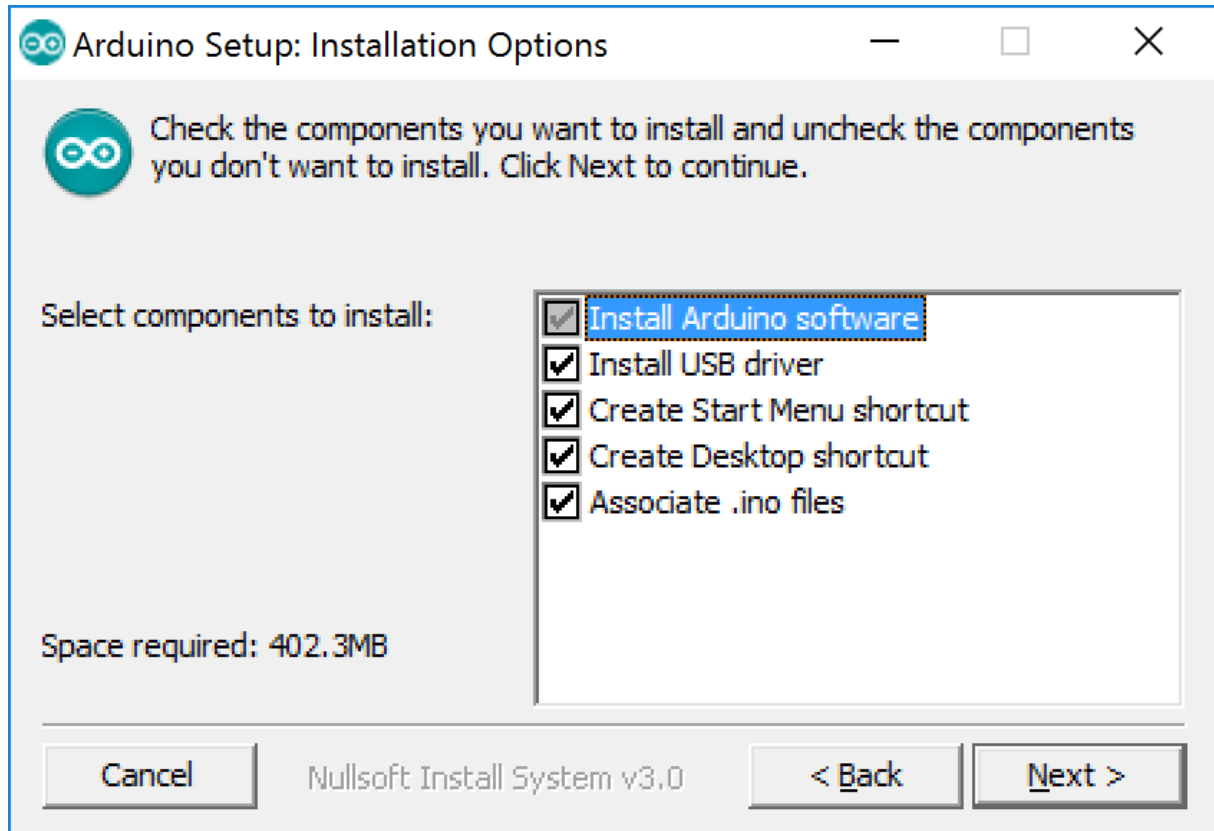 Arduino Setup: Installation Options
Check the components you want to install and uncheck the components
you don't want to install. Click Next to continue.
Select components to install:
Install Arduino software
Install USB driver
Create Start Menu shortcut
Create Desktop shortcut
Associate .ino files
Space required: 402.3MB
Cancel
Nullsoft Install System v3.0
< Back
Next >